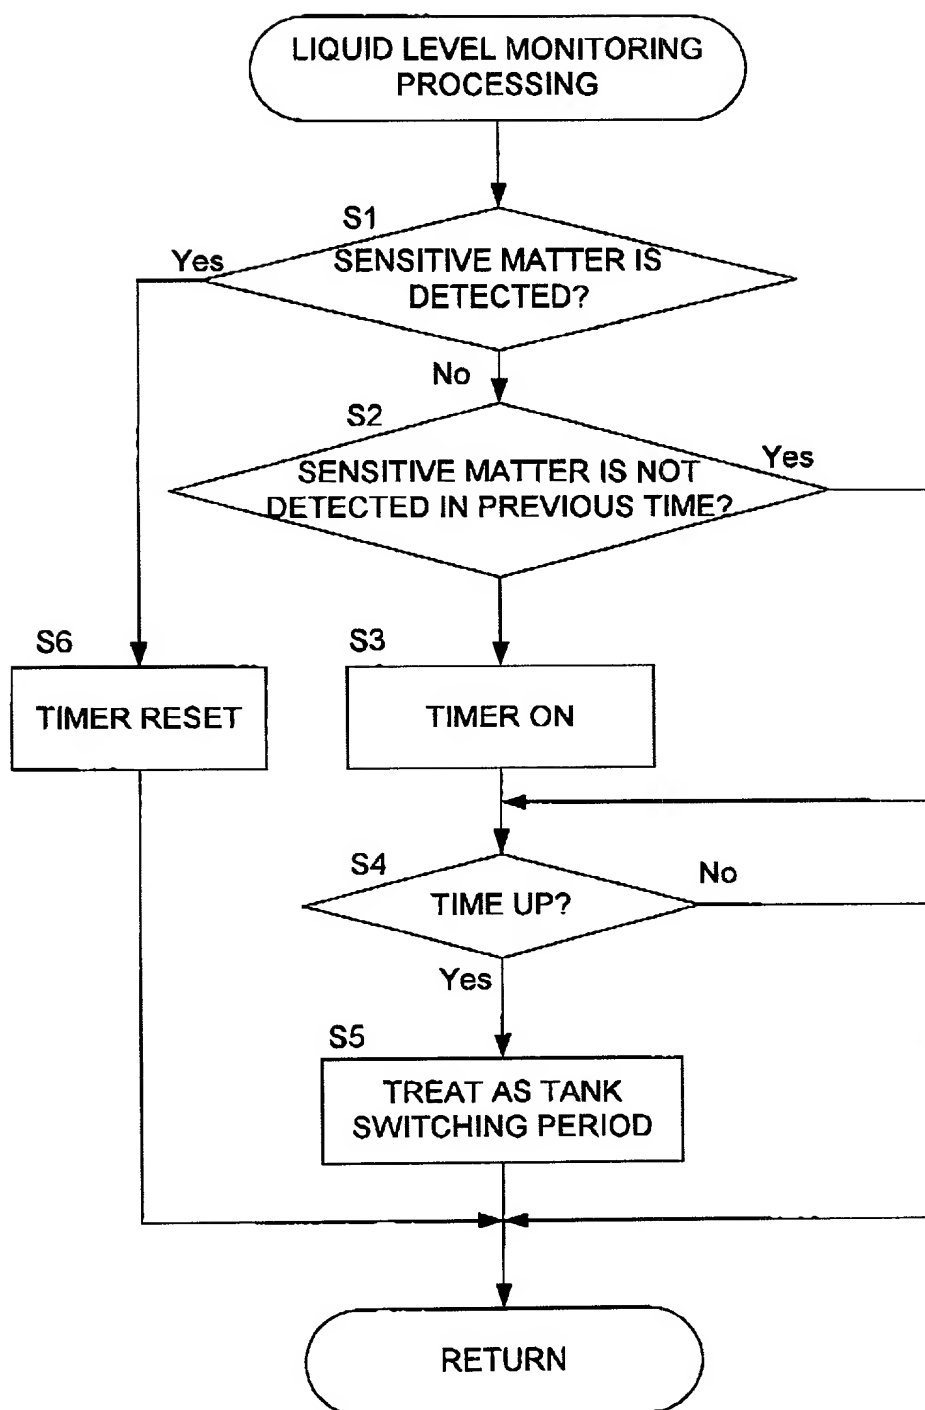 LIQUID LEVEL MONITORING
PROCESSING
S1
Yes
SENSITIVE MATTER IS
DETECTED?
No
S2
Yes
SENSITIVE MATTER IS NOT
DETECTED IN PREVIOUS TIME?
S6
S3
TIMER RESET
TIMER ON
S4
No
TIME UP?
Yes
S5
TREAT AS TANK
SWITCHING PERIOD
RETURN